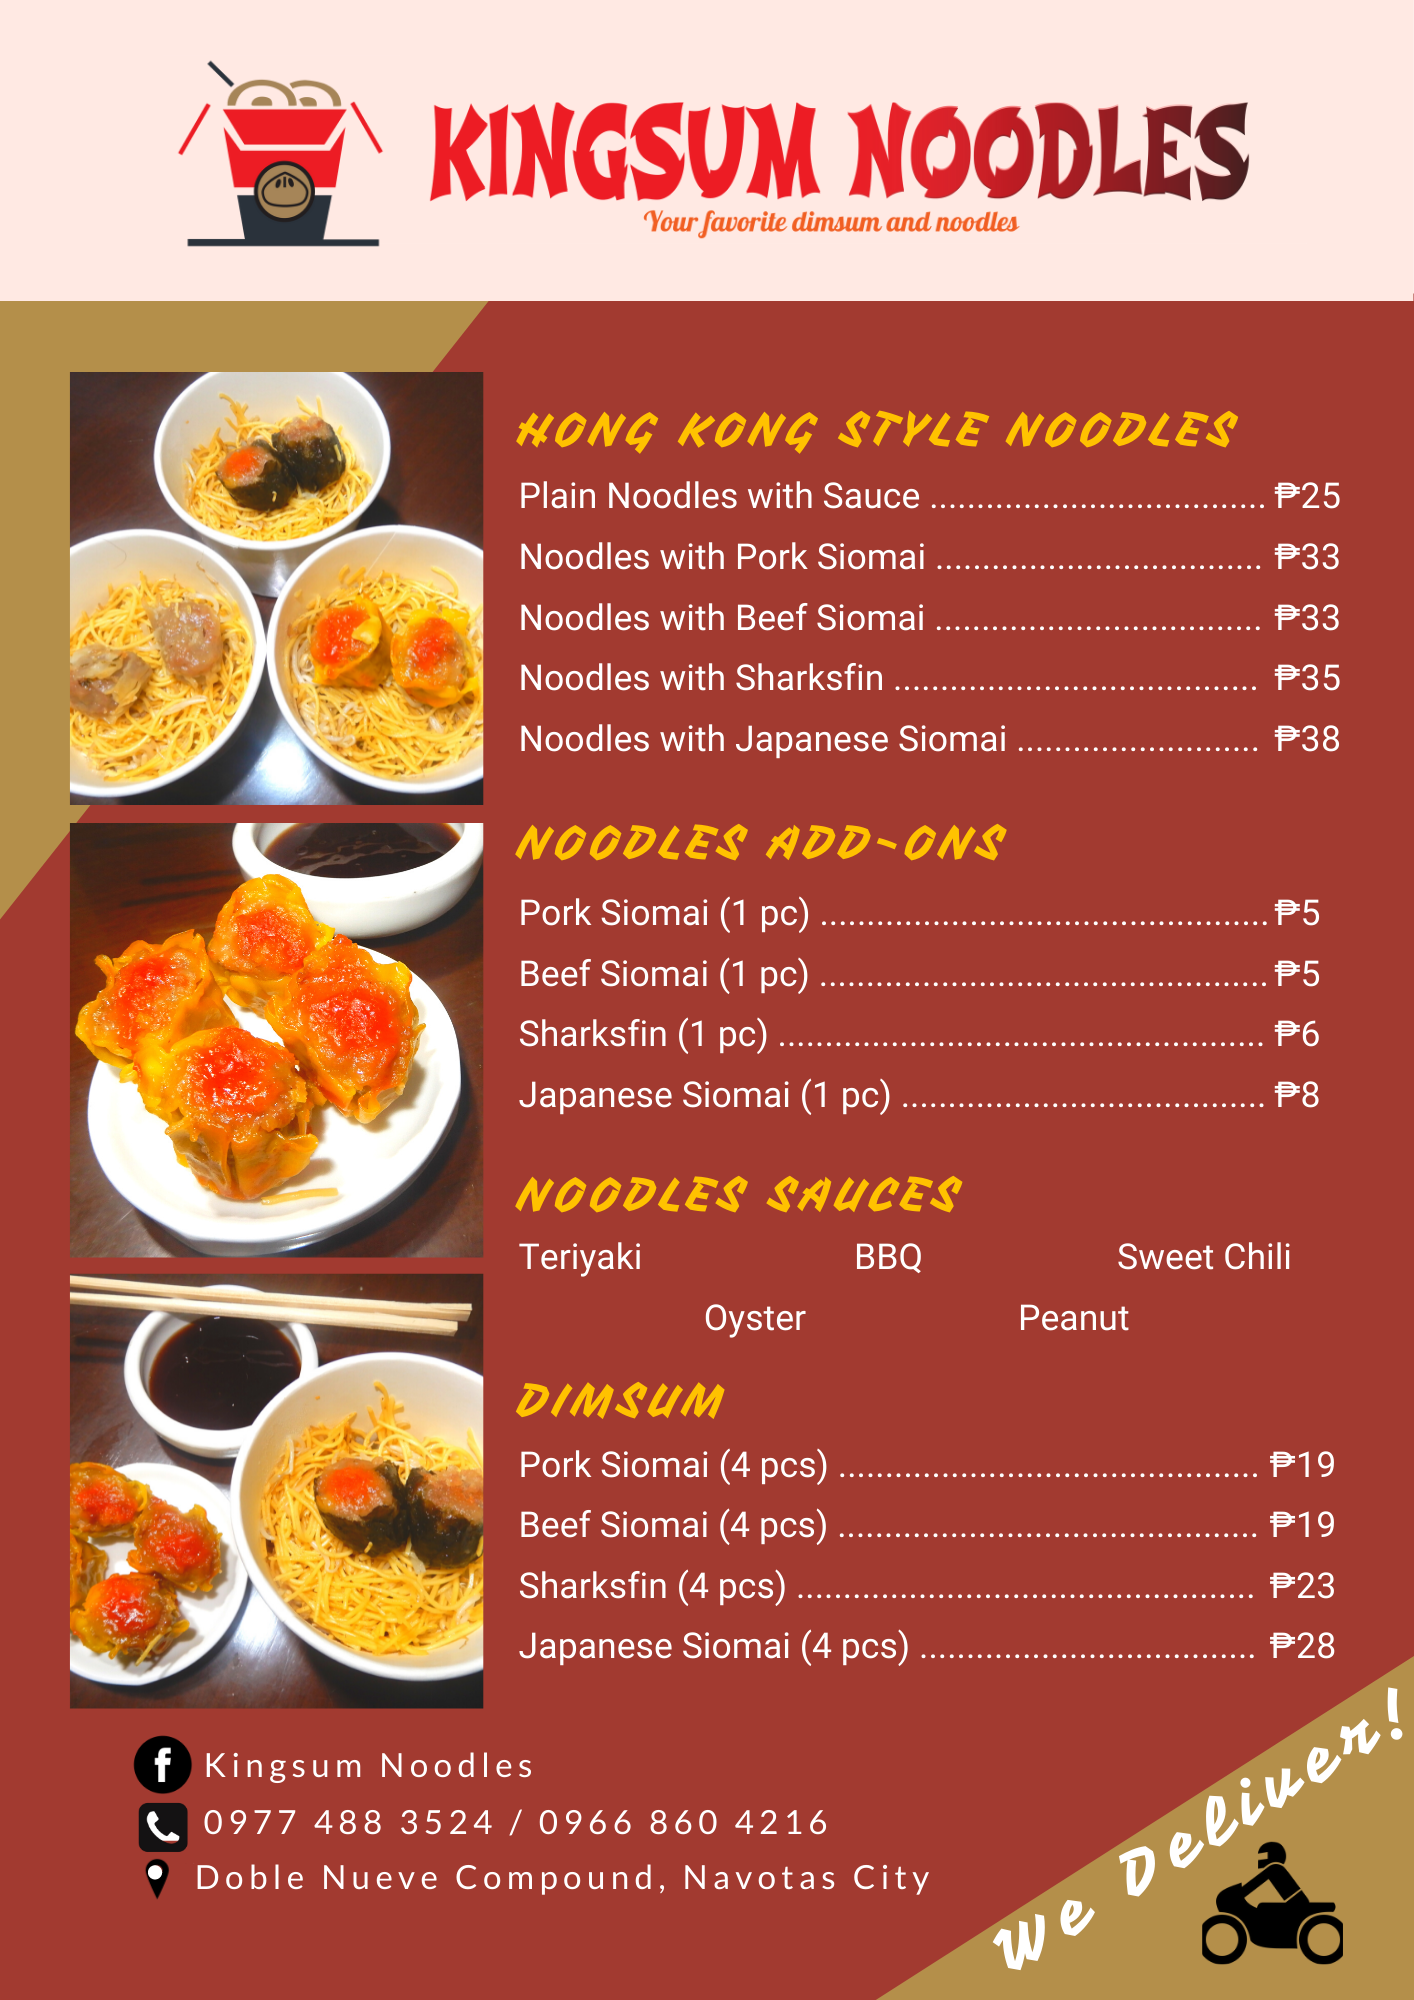 KINGSUM NOODLES
Your favorite dimsum and noodles
HONG KONG STYLE NOODLES
Plain Noodles with Sauce .................................... ₱25
Noodles with Pork Siomai ................................... ₱33
Noodles with Beef Siomai ................................... ₱33
Noodles with Sharksfin ....................................... ₱35
Noodles with Japanese Siomai .......................... ₱38
NOODLES ADD-ONS
Pork Siomai (1 pc) ................................................ ₱5
Beef Siomai (1 pc) ................................................ ₱5
Sharksfin (1 pc) .................................................... ₱6
Japanese Siomai (1 pc) ....................................... ₱8
NOODLES SAUCES
Teriyaki BBQ Sweet Chili
Oyster Peanut
DIMSUM
Pork Siomai (4 pcs) ............................................. ₱19
Beef Siomai (4 pcs) ............................................. ₱19
Sharksfin (4 pcs) ................................................. ₱23
Japanese Siomai (4 pcs) .................................... ₱28
Kingsum Noodles
0977 488 3524 / 0966 860 4216
Doble Nueve Compound, Navotas City
We Deliver!